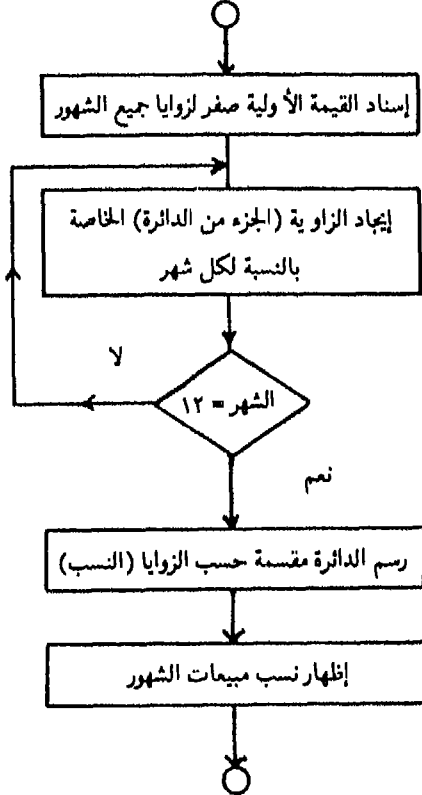 إسناد القيمة الأولية صفر لزوايا جميع الشهور
إيجاد الزاوية (الجزء من الدائرة) الخاصة
بالنسبة لكل شهر
لا
الشهر = ١٢
نعم
رسم الدائرة مقسمة حسب الزوايا (النسب)
إظهار نسب مبيعات الشهور